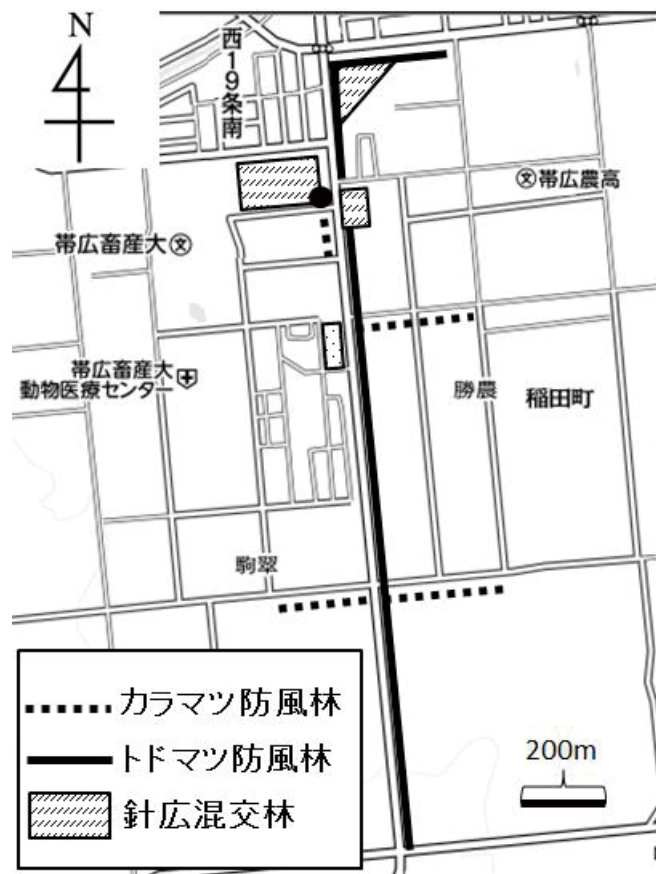 N
西19条南
帯広農高
帯広畜産大
帯広畜産大
動物医療センター
勝農
稲田町
駒翠
カラマツ防風林
トドマツ防風林
針広混交林
200m